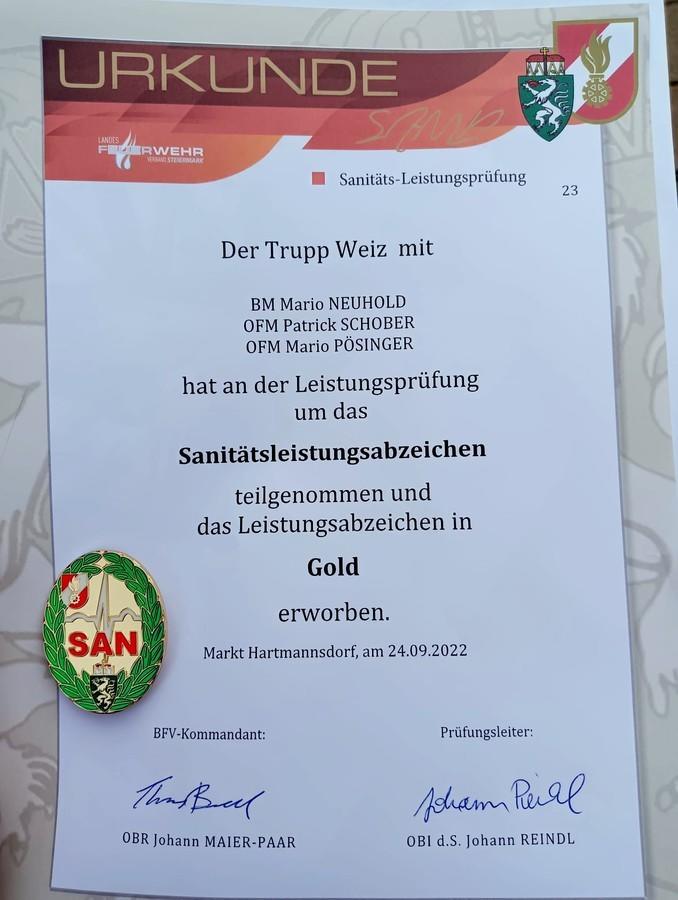 URKUNDE
LANDES
FEUERWEHR
VERBAND STEIERMARK
Sanitäts-Leistungsprüfung
23
Der Trupp Weiz mit
BM Mario NEUHOLD
OFM Patrick SCHOBER
OFM Mario PÖSINGER
hat an der Leistungsprüfung
um das
Sanitätsleistungsabzeichen
teilgenommen und
das Leistungsabzeichen in
Gold
erworben.
SAN
Markt Hartmannsdorf, am 24.09.2022
BFV-Kommandant:
Prüfungsleiter:
Johann Reindl
OBR Johann MAIER-PAAR
OBI d.S. Johann REINDL